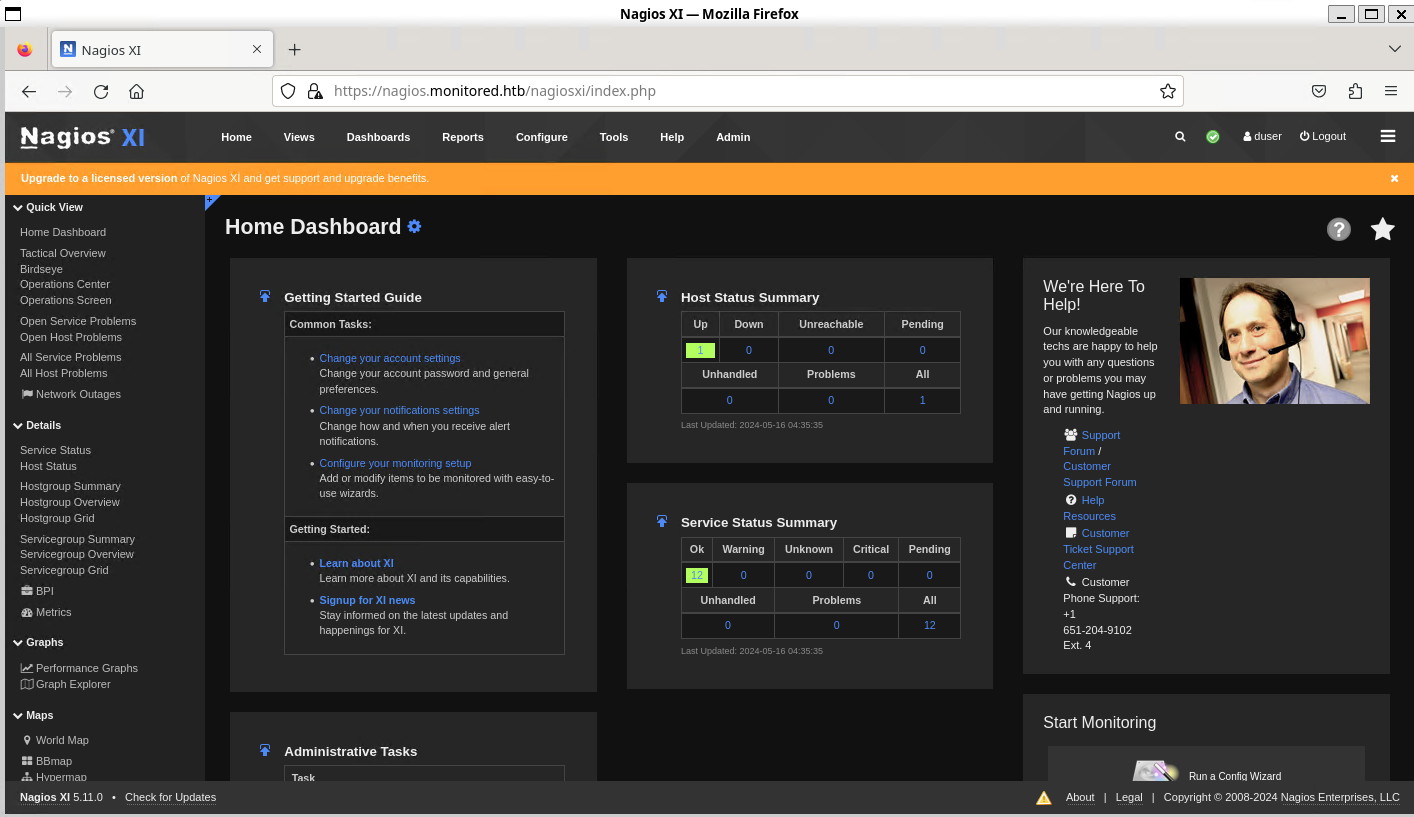 Nagios XI — Mozilla Firefox
Nagios XI
https://nagios.monitored.htb/nagiosxi/index.php
Nagios® XI
Home Views Dashboards Reports Configure Tools Help Admin
duser Logout
Upgrade to a licensed version of Nagios XI and get support and upgrade benefits.
Quick View
Home Dashboard
Tactical Overview
Birdseye
Operations Center
Operations Screen
Open Service Problems
Open Host Problems
All Service Problems
All Host Problems
Network Outages
Details
Service Status
Host Status
Hostgroup Summary
Hostgroup Overview
Hostgroup Grid
Servicegroup Summary
Servicegroup Overview
Servicegroup Grid
BPI
Metrics
Graphs
Performance Graphs
Graph Explorer
Maps
World Map
BBmap
Hypermap
Home Dashboard
Getting Started Guide
Common Tasks:
• Change your account settings
Change your account password and general
preferences.
• Change your notifications settings
Change how and when you receive alert
notifications.
• Configure your monitoring setup
Add or modify items to be monitored with easy-to-
use wizards.
Getting Started:
• Learn about XI
Learn more about XI and its capabilities.
• Signup for XI news
Stay informed on the latest updates and
happenings for XI.
Administrative Tasks
Task
Host Status Summary
Up Down Unreachable Pending
1 0 0 0
Unhandled Problems All
0 0 1
Last Updated: 2024-05-16 04:35:35
Service Status Summary
Ok Warning Unknown Critical Pending
12 0 0 0 0
Unhandled Problems All
0 0 12
Last Updated: 2024-05-16 04:35:35
We're Here To
Help!
Our knowledgeable
techs are happy to help
you with any questions
or problems you may
have getting Nagios up
and running.
Support
Forum /
Customer
Support Forum
Help
Resources
Customer
Ticket Support
Center
Customer
Phone Support:
+1
651-204-9102
Ext. 4
Start Monitoring
Run a Config Wizard
Nagios XI 5.11.0 • Check for Updates
About | Legal | Copyright © 2008-2024 Nagios Enterprises, LLC